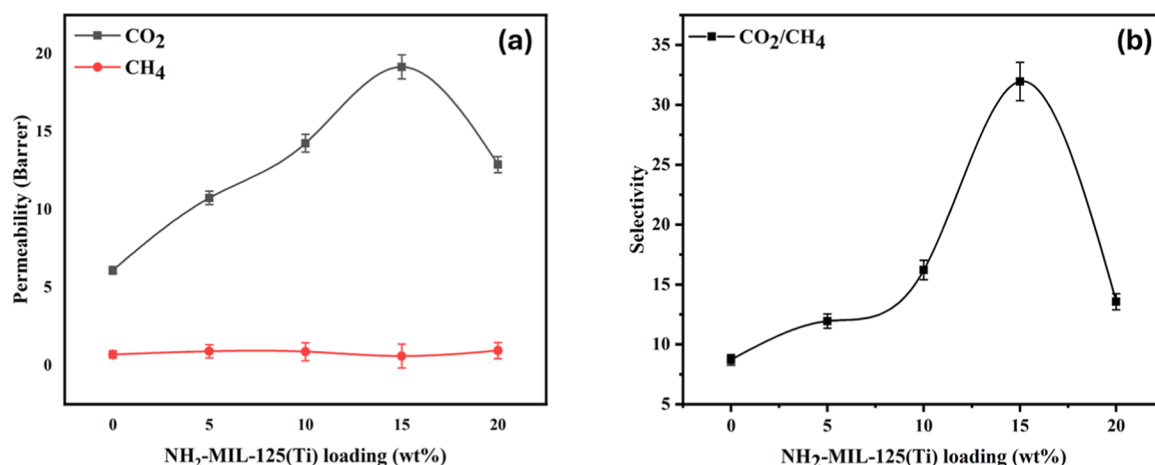 (a)
CO₂
CH₄
Permeability (Barrer)
20
15
10
5
0
0 5 10 15 20
NH₂-MIL-125(Ti) loading (wt%)
(b)
CO₂/CH₄
Selectivity
35
30
25
20
15
10
5
0 5 10 15 20
NH₂-MIL-125(Ti) loading (wt%)